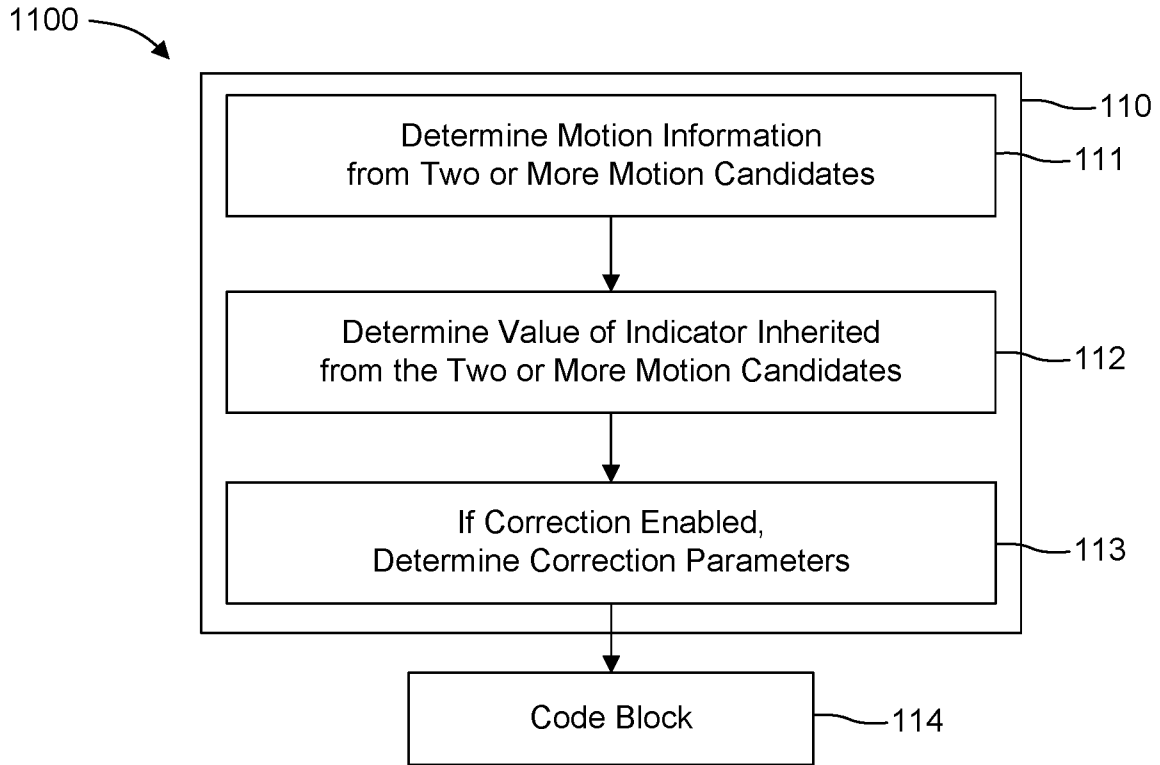 1100
110
Determine Motion Information
from Two or More Motion Candidates
111
Determine Value of Indicator Inherited
from the Two or More Motion Candidates
112
If Correction Enabled,
Determine Correction Parameters
113
Code Block
114